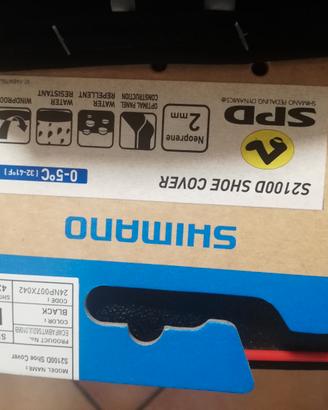 MODEL NAME :
S2100D Shoe Cover
PRODUCT No. :
COLOR :
BLACK
CODE :
24NP007X042
SHIMANO
S2100D SHOE COVER
0-5°C ( 32-41°F )
SPD
SHIMANO PEDALING DYNAMICS®
Neoprene
2mm
OPTIMAL PANEL
CONSTRUCTION
WATER
REPELLENT
WATER
RESISTANT
WINDPROOF